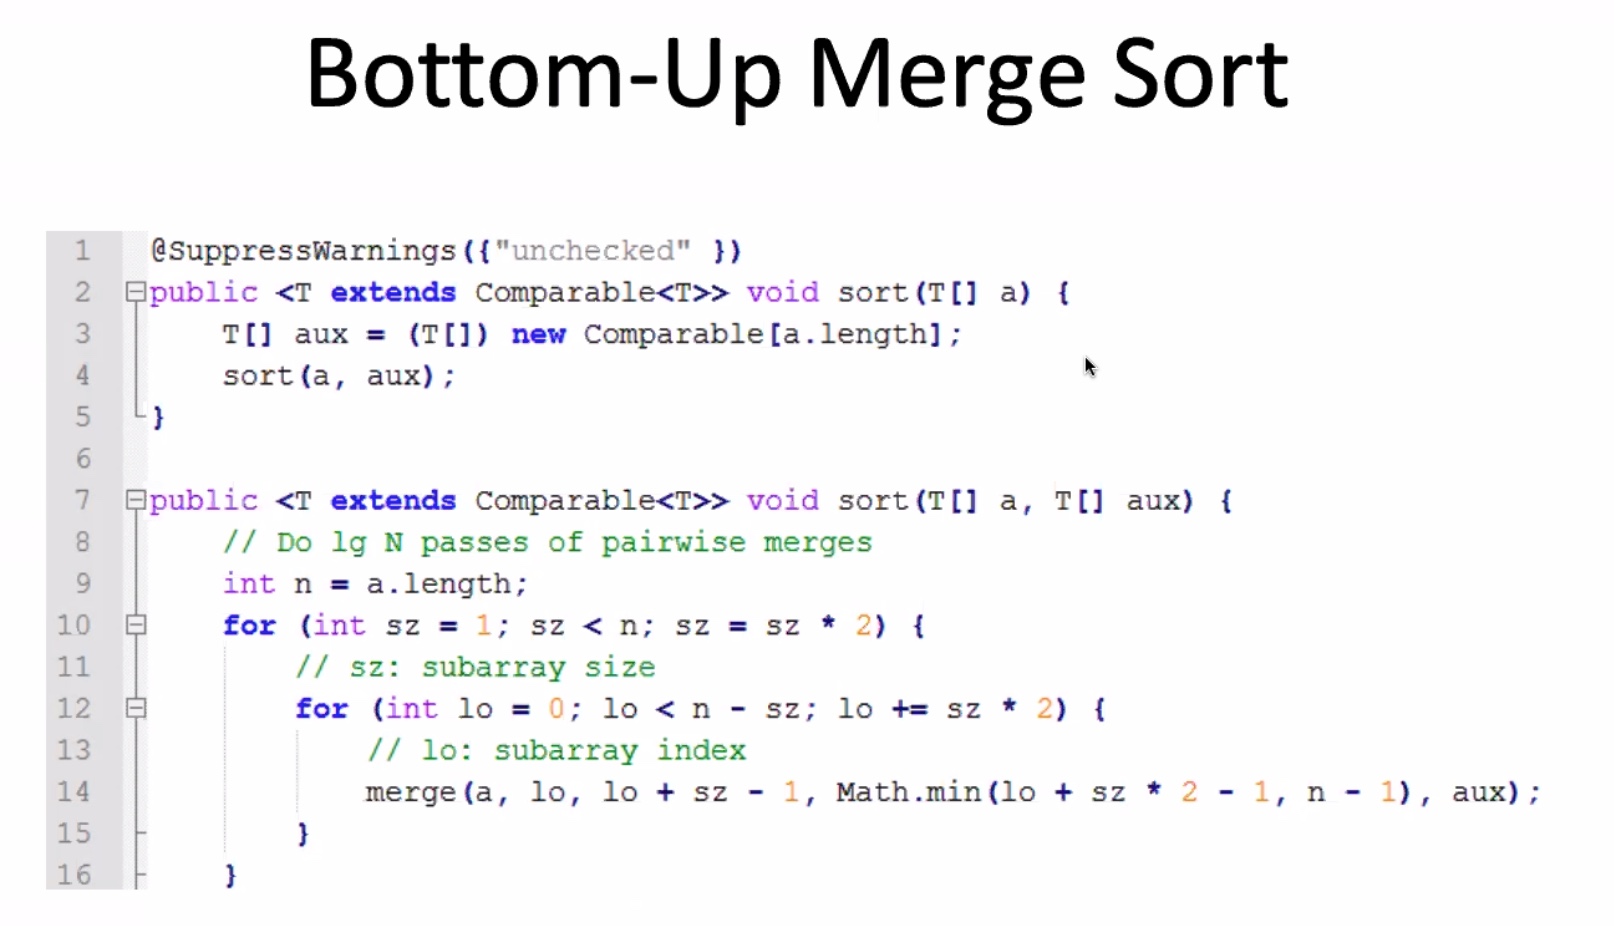 Bottom-Up Merge Sort
1 @SuppressWarnings({"unchecked" })
2 public <T extends Comparable<T>> void sort(T[] a) {
3 T[] aux = (T[]) new Comparable[a.length];
4 sort(a, aux);
5 }
6
7 public <T extends Comparable<T>> void sort(T[] a, T[] aux) {
8 // Do lg N passes of pairwise merges
9 int n = a.length;
10 for (int sz = 1; sz < n; sz = sz * 2) {
11 // sz: subarray size
12 for (int lo = 0; lo < n - sz; lo += sz * 2) {
13 // lo: subarray index
14 merge(a, lo, lo + sz - 1, Math.min(lo + sz * 2 - 1, n - 1), aux);
15 }
16 }